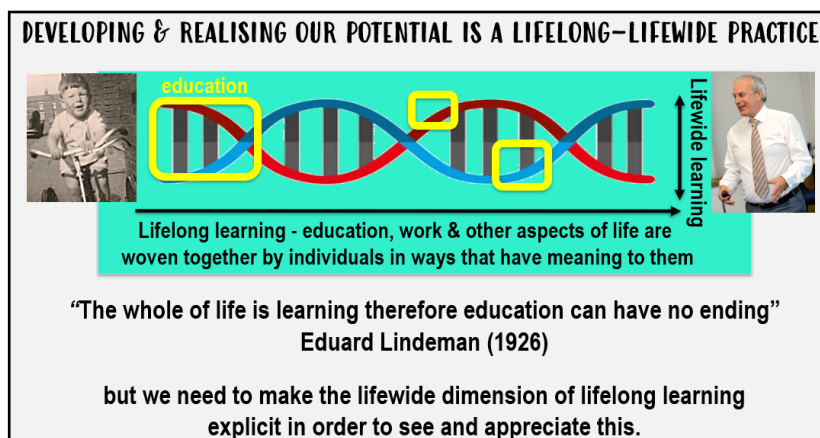 DEVELOPING & REALISING OUR POTENTIAL IS A LIFELONG-LIFEWIDE PRACTICE
education
Lifewide learning
Lifelong learning - education, work & other aspects of life are
woven together by individuals in ways that have meaning to them
“The whole of life is learning therefore education can have no ending”
Eduard Lindeman (1926)
but we need to make the lifewide dimension of lifelong learning
explicit in order to see and appreciate this.